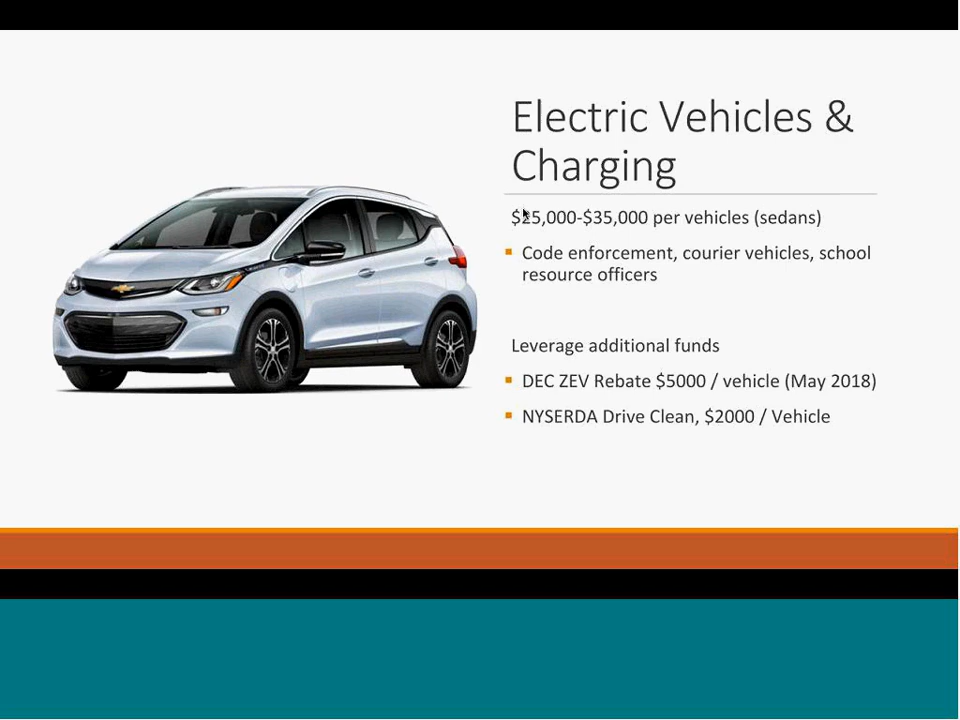 Electric Vehicles &
Charging
$25,000-$35,000 per vehicles (sedans)
▪ Code enforcement, courier vehicles, school
resource officers
Leverage additional funds
▪ DEC ZEV Rebate $5000 / vehicle (May 2018)
▪ NYSERDA Drive Clean, $2000 / Vehicle